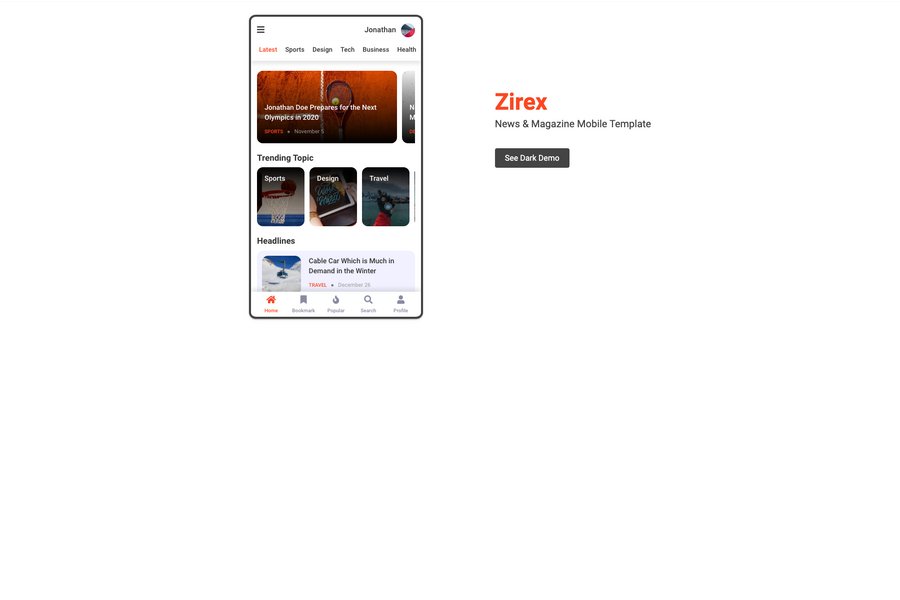 Jonathan
Latest Sports Design Tech Business Health
Jonathan Doe Prepares for the Next
Olympics in 2020
SPORTS • November 5
N
M
Trending Topic
Sports Design Travel
Headlines
Cable Car Which is Much in
Demand in the Winter
TRAVEL • December 26
Home Bookmark Popular Search Profile
Zirex
News & Magazine Mobile Template
See Dark Demo